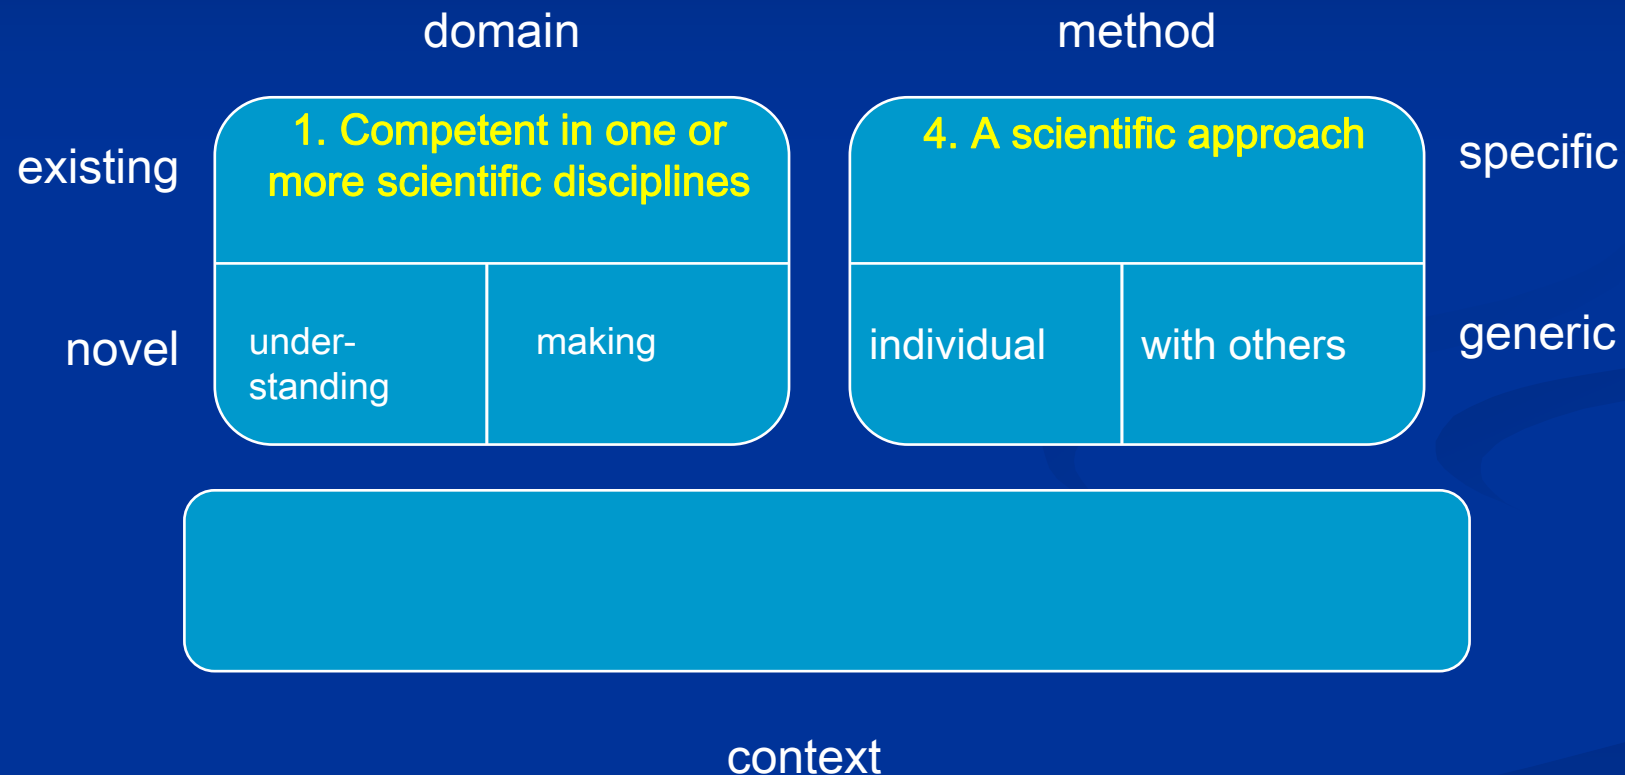 domain
method
existing
1. Competent in one or
more scientific disciplines
4. A scientific approach
specific
novel
under-
standing
making
individual
with others
generic
context